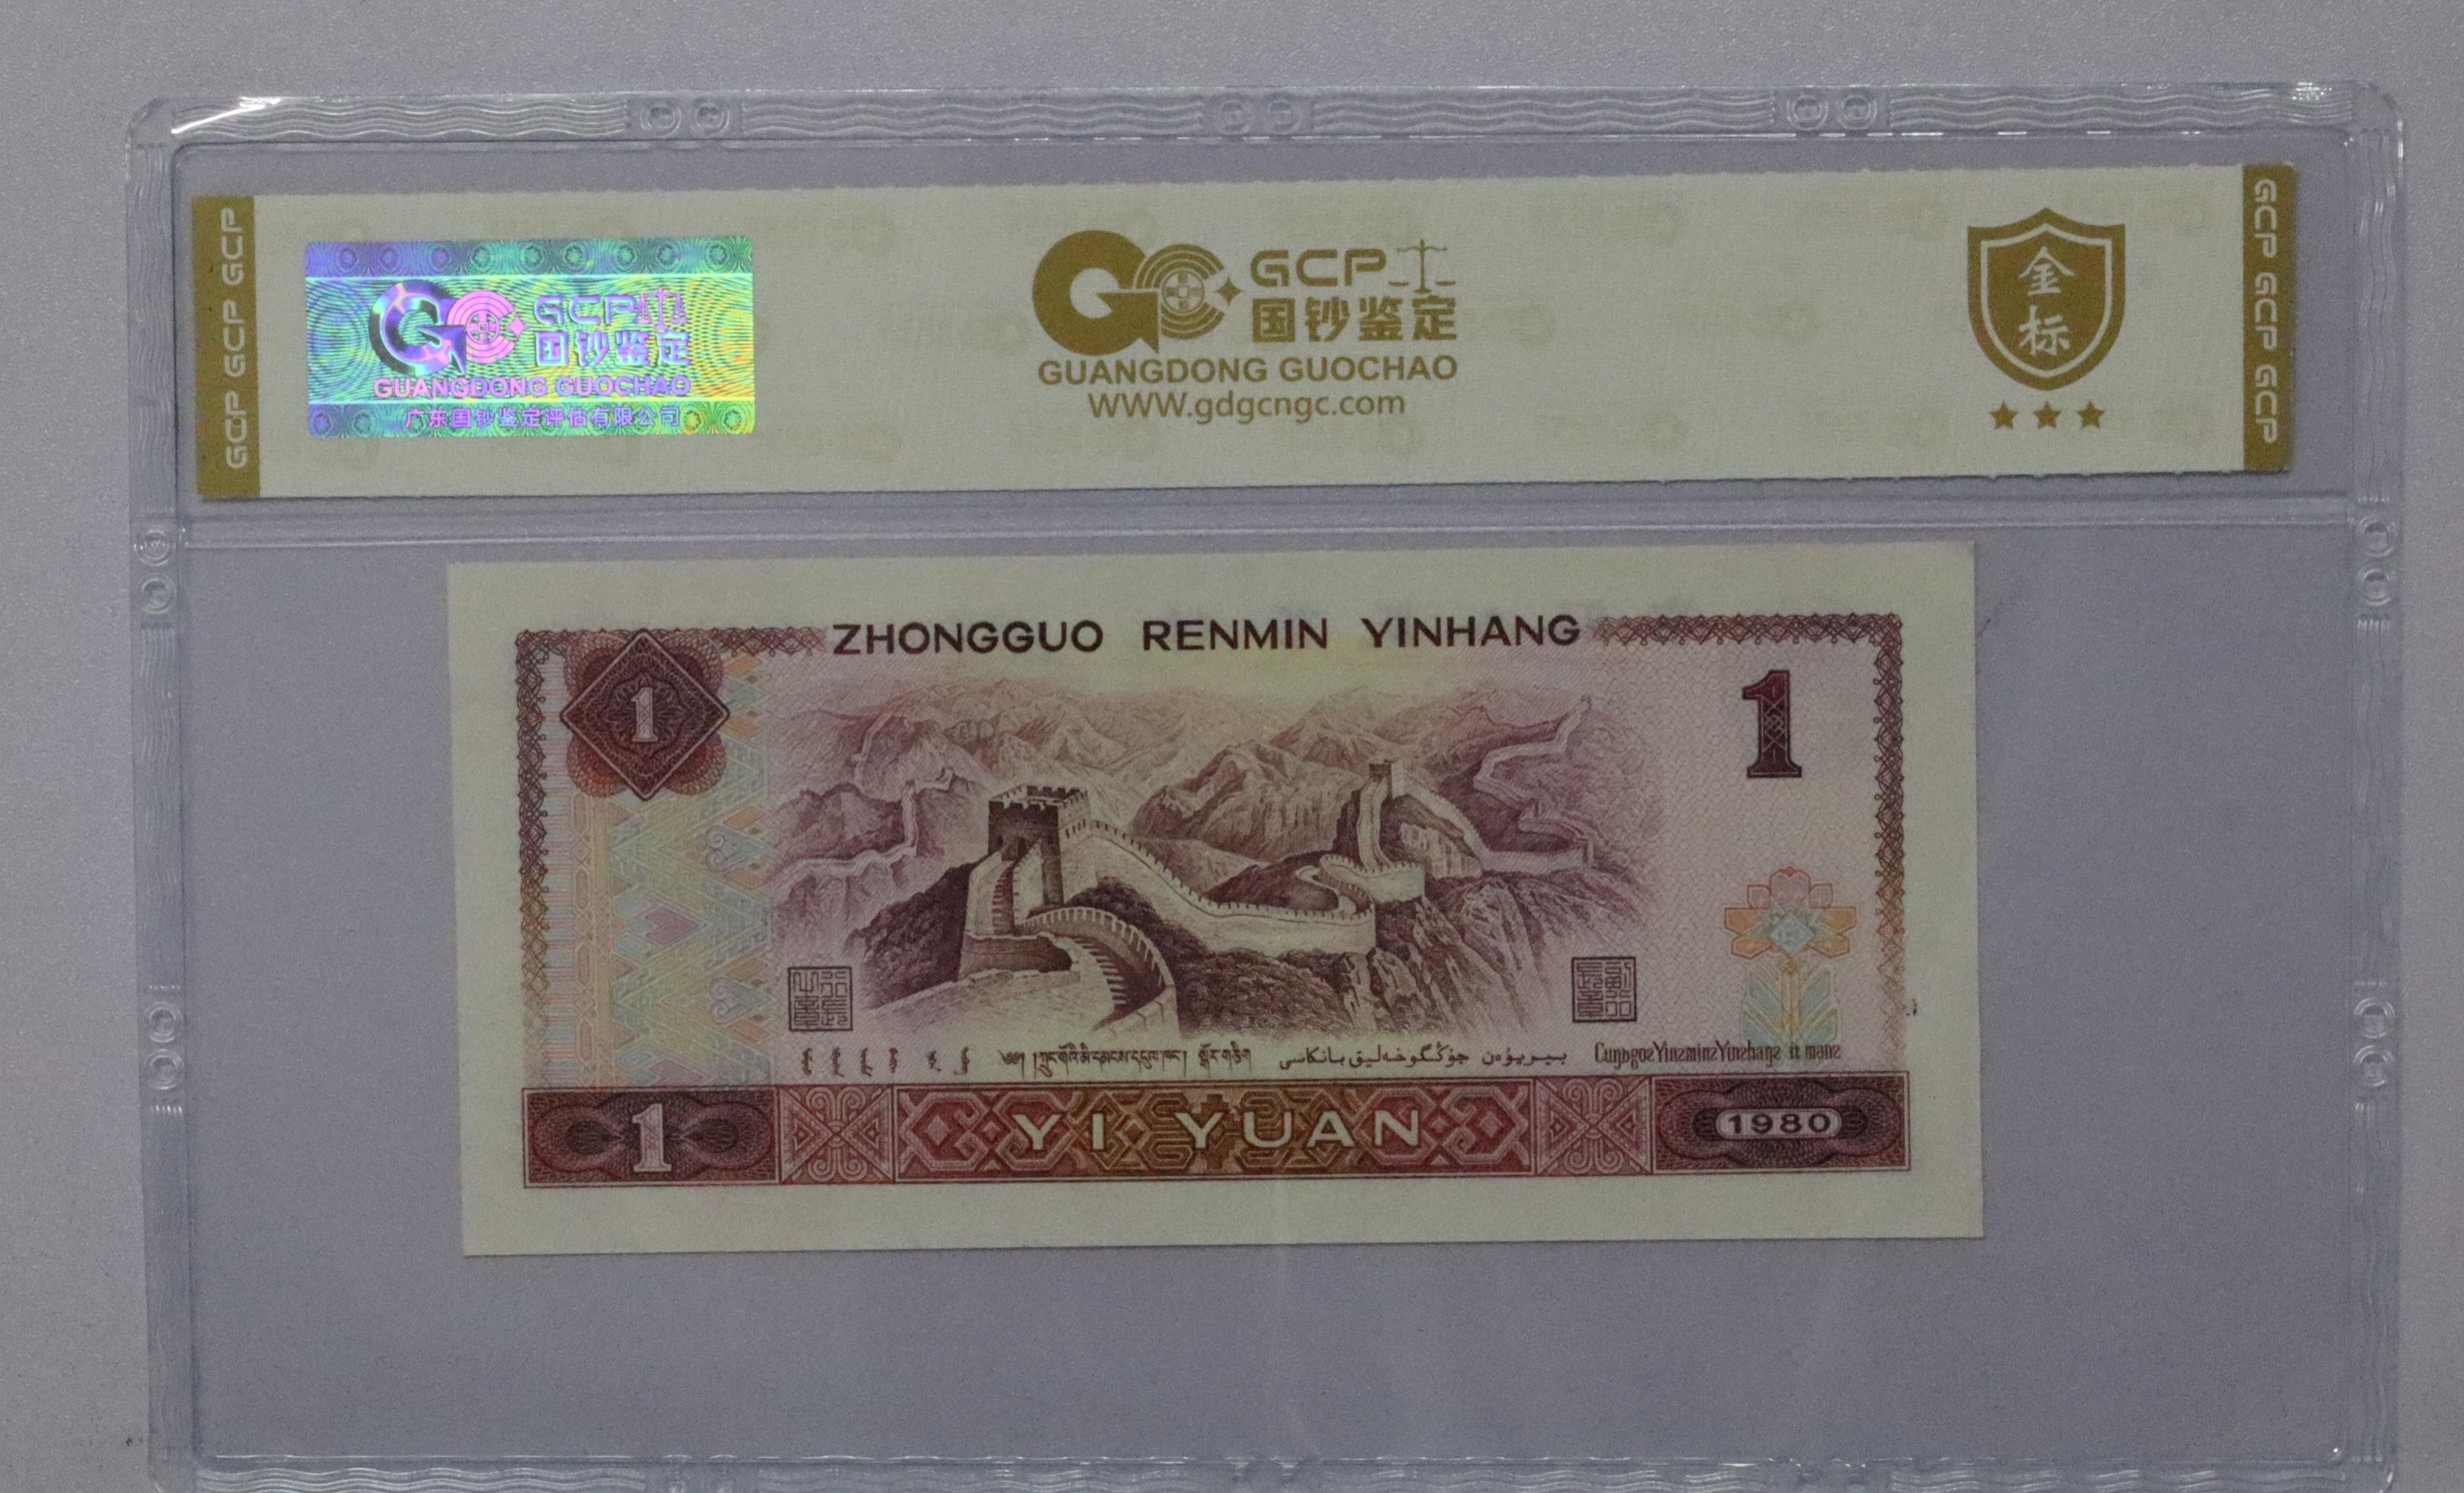 GCP GCP GCP
GCP
国钞鉴定
GUANGDONG GUOCHAO
广东国钞鉴定评估有限公司
GCP
国钞鉴定
GUANGDONG GUOCHAO
WWW.gdgcngc.com
金
标
GCP GCP GCP
ZHONGGUO RENMIN YINHANG
1
1
1
YI YUAN
1980